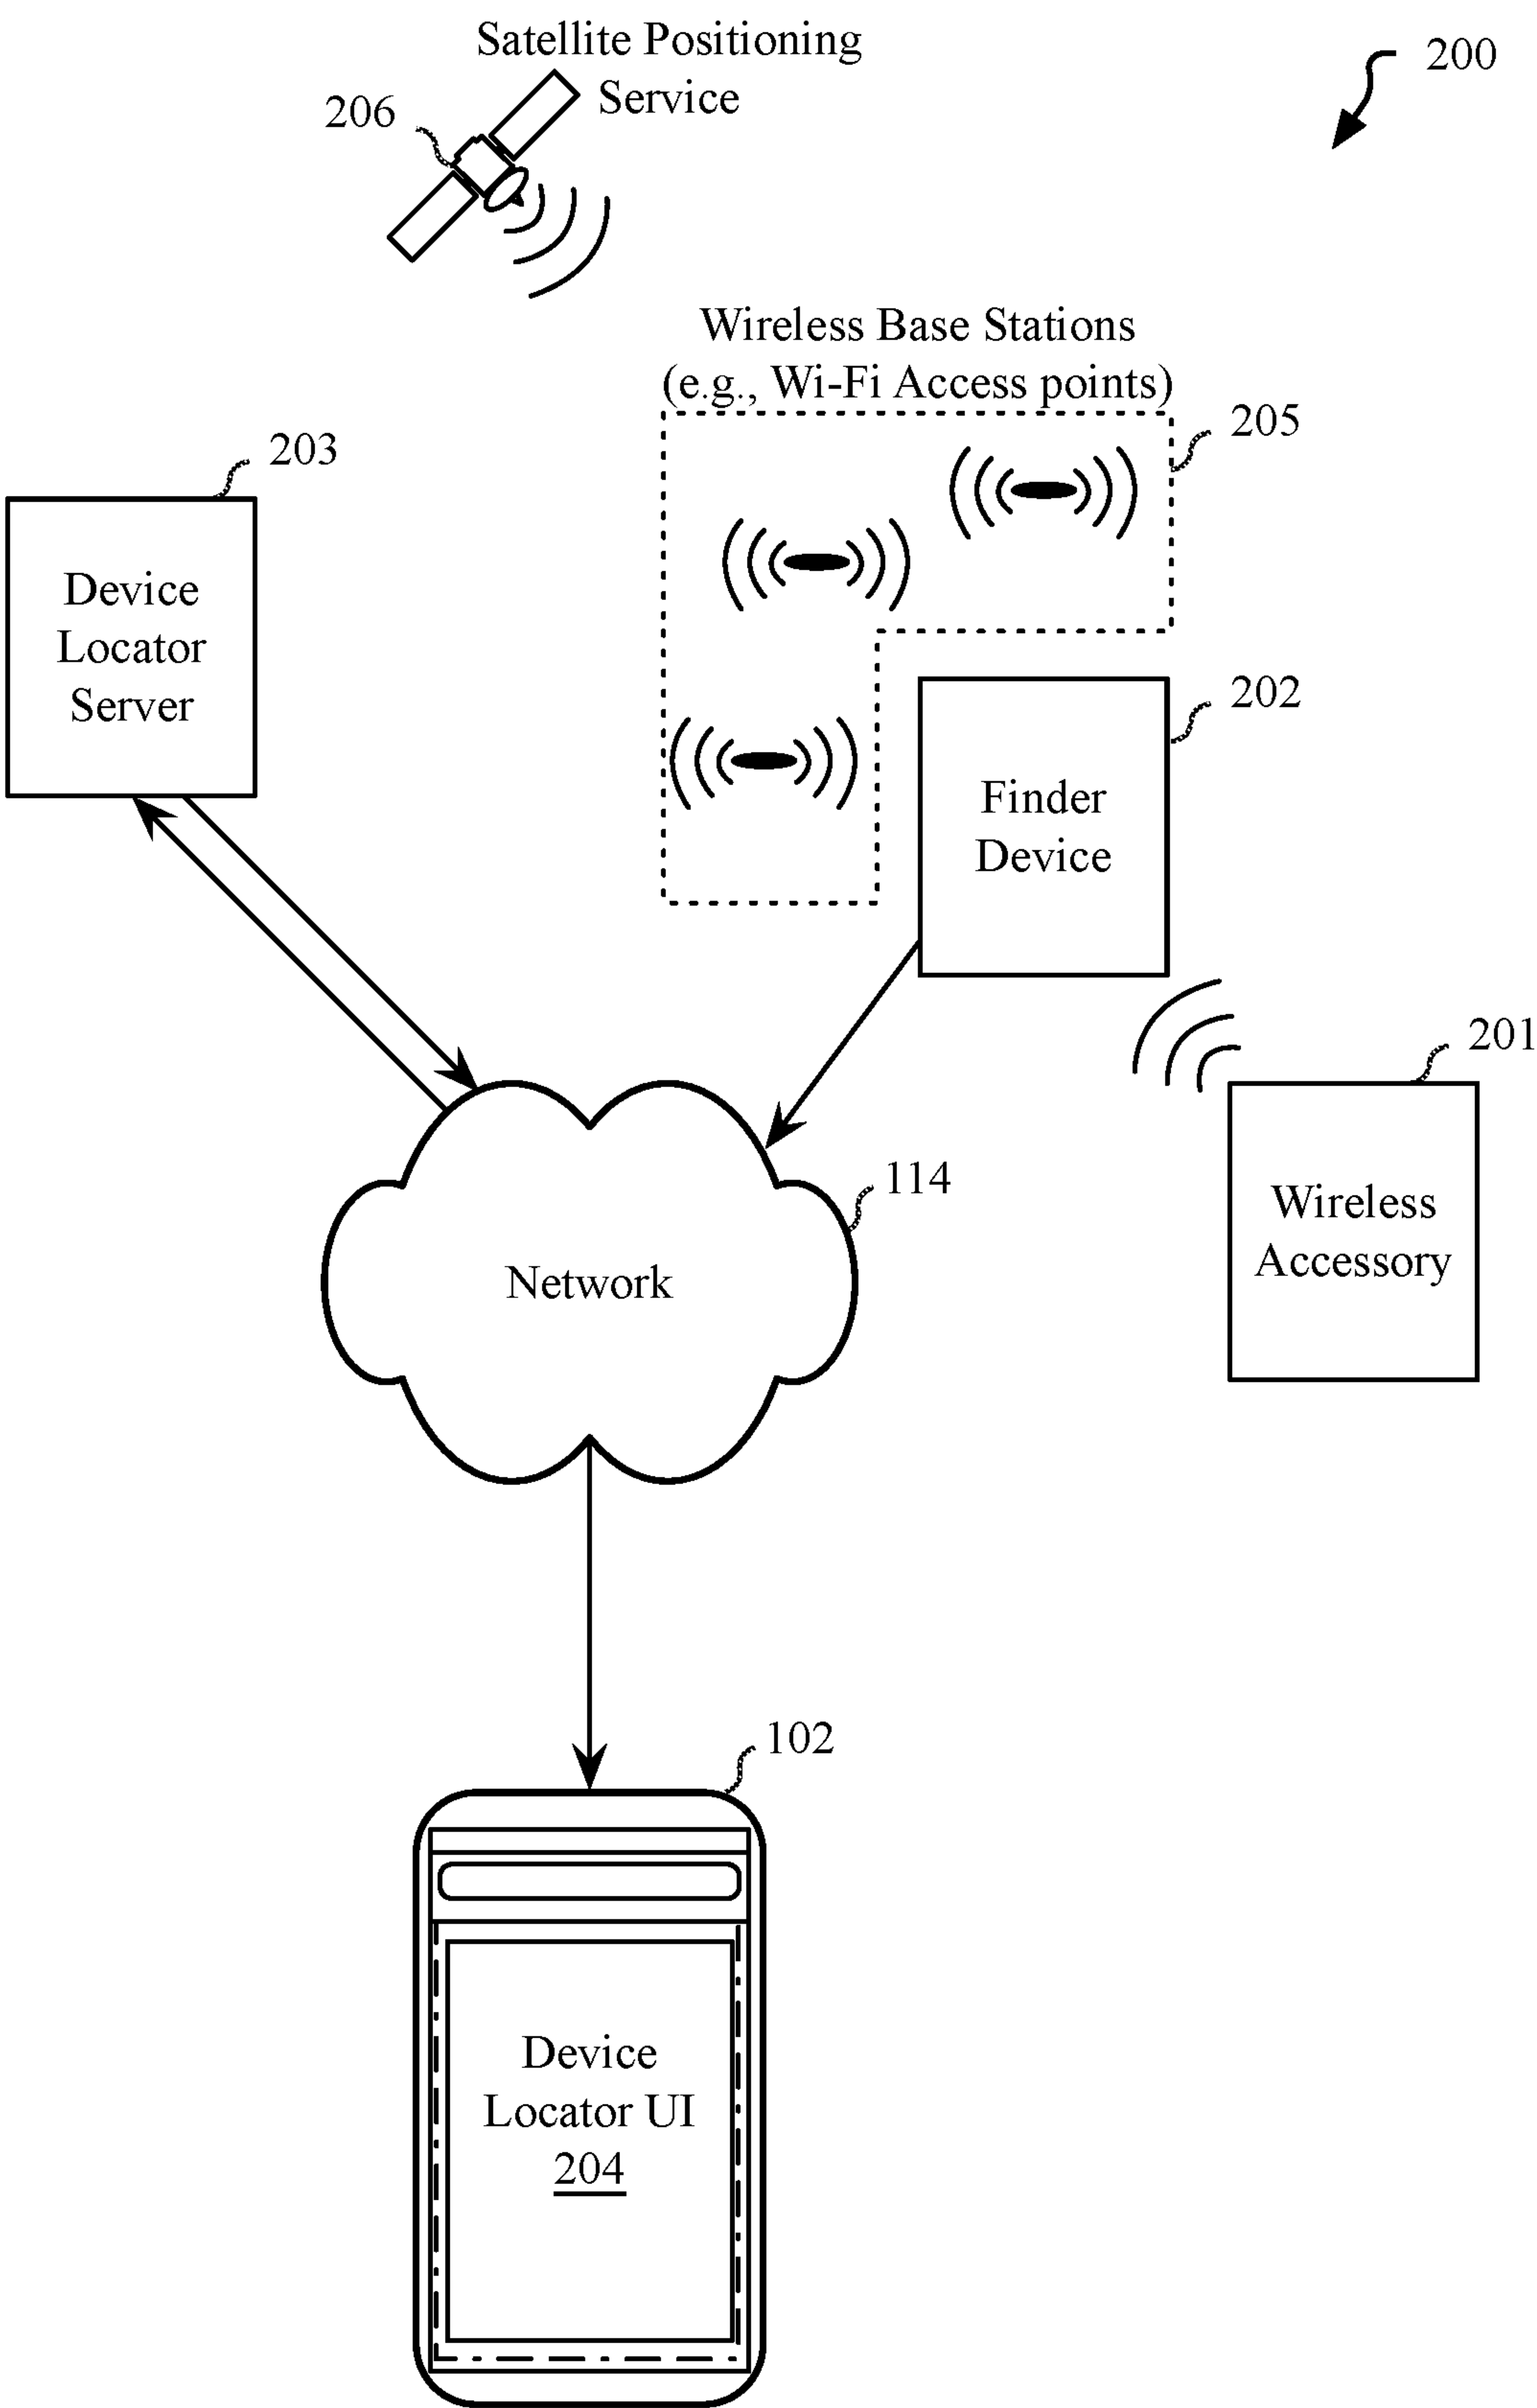 Satellite Positioning
Service
206
200
Wireless Base Stations
(e.g., Wi-Fi Access points)
205
203
Device
Locator
Server
202
Finder
Device
201
Wireless
Accessory
114
Network
102
Device
Locator UI
204